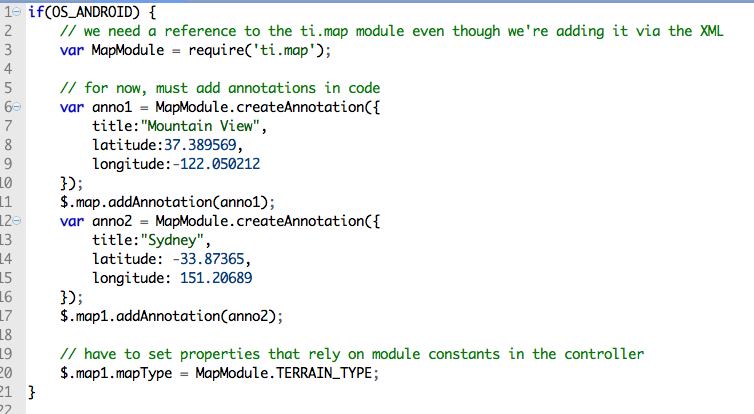 1 if(OS_ANDROID) {
2 // we need a reference to the ti.map module even though we're adding it via the XML
3 var MapModule = require('ti.map');
4
5 // for now, must add annotations in code
6 var anno1 = MapModule.createAnnotation({
7 title:"Mountain View",
8 latitude:37.389569,
9 longitude:-122.050212
10 });
11 $.map.addAnnotation(anno1);
12 var anno2 = MapModule.createAnnotation({
13 title:"Sydney",
14 latitude: -33.87365,
15 longitude: 151.20689
16 });
17 $.map1.addAnnotation(anno2);
18
19 // have to set properties that rely on module constants in the controller
20 $.map1.mapType = MapModule.TERRAIN_TYPE;
21 }
22